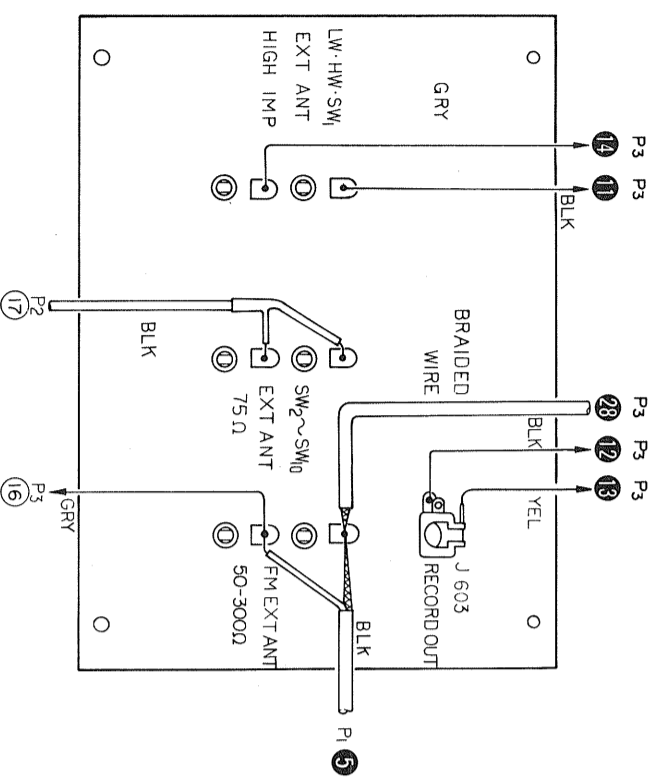 P3
14
P3
11
P3
28
P3
12
P3
13
GRY
BLK
LW·HW·SW1
EXT ANT
HIGH IMP
BRAIDED
WIRE
BLK
YEL
J 603
RECORD OUT
SW2~SW10
EXT ANT
75Ω
BLK
FM EXT ANT
50-300Ω
BLK
GRY
P2
17
P3
16
P1
5